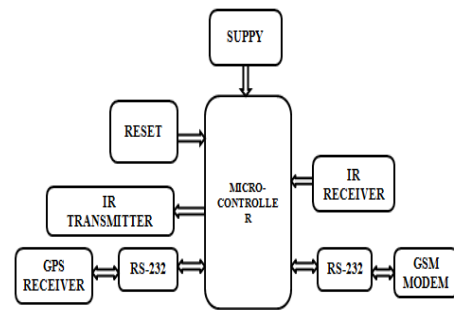 SUPPY
RESET
MICRO-
CONTROLLE
R
IR
RECEIVER
IR
TRANSMITTER
GPS
RECEIVER
RS-232
RS-232
GSM
MODEM